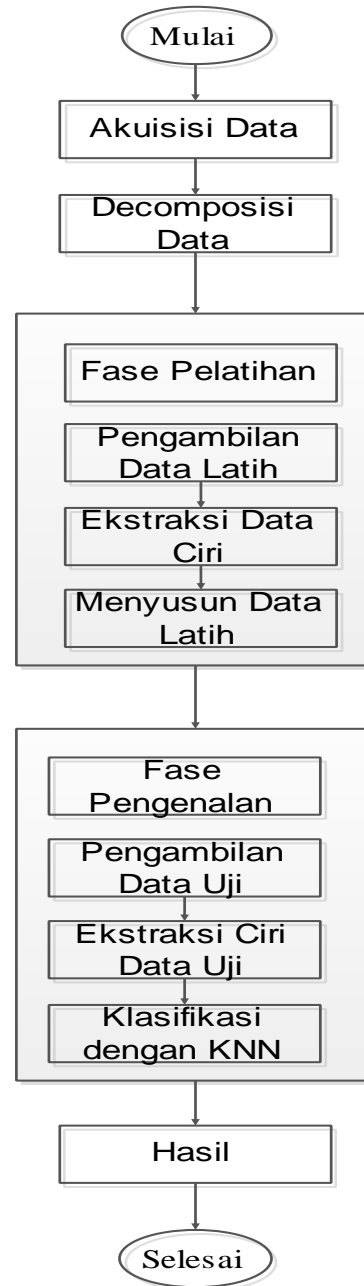 Mulai
Akuisisi Data
Decomposisi
Data
Fase Pelatihan
Pengambilan
Data Latih
Ekstraksi Data
Ciri
Menyusun Data
Latih
Fase
Pengenalan
Pengambilan
Data Uji
Ekstraksi Ciri
Data Uji
Klasifikasi
dengan KNN
Hasil
Selesai